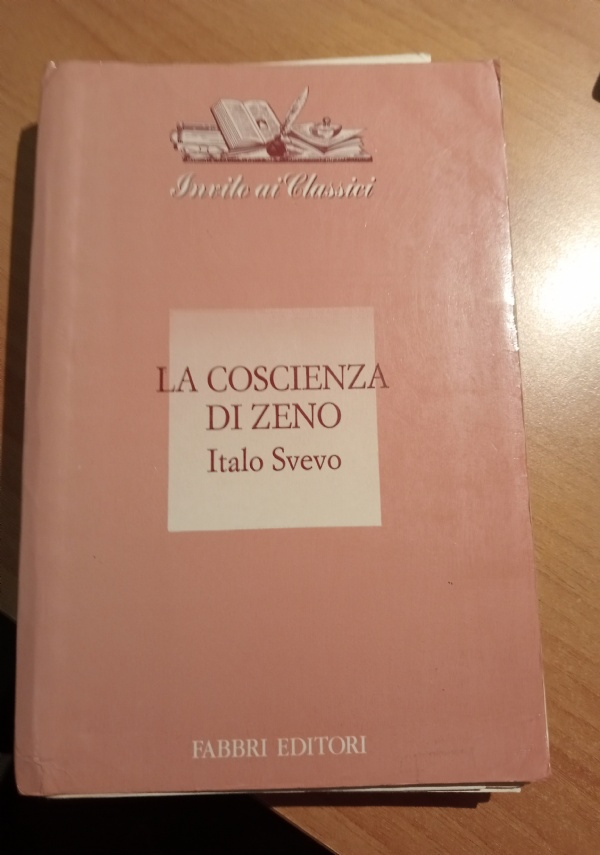 Invito ai Classici
LA COSCIENZA
DI ZENO
Italo Svevo
FABBRI EDITORI